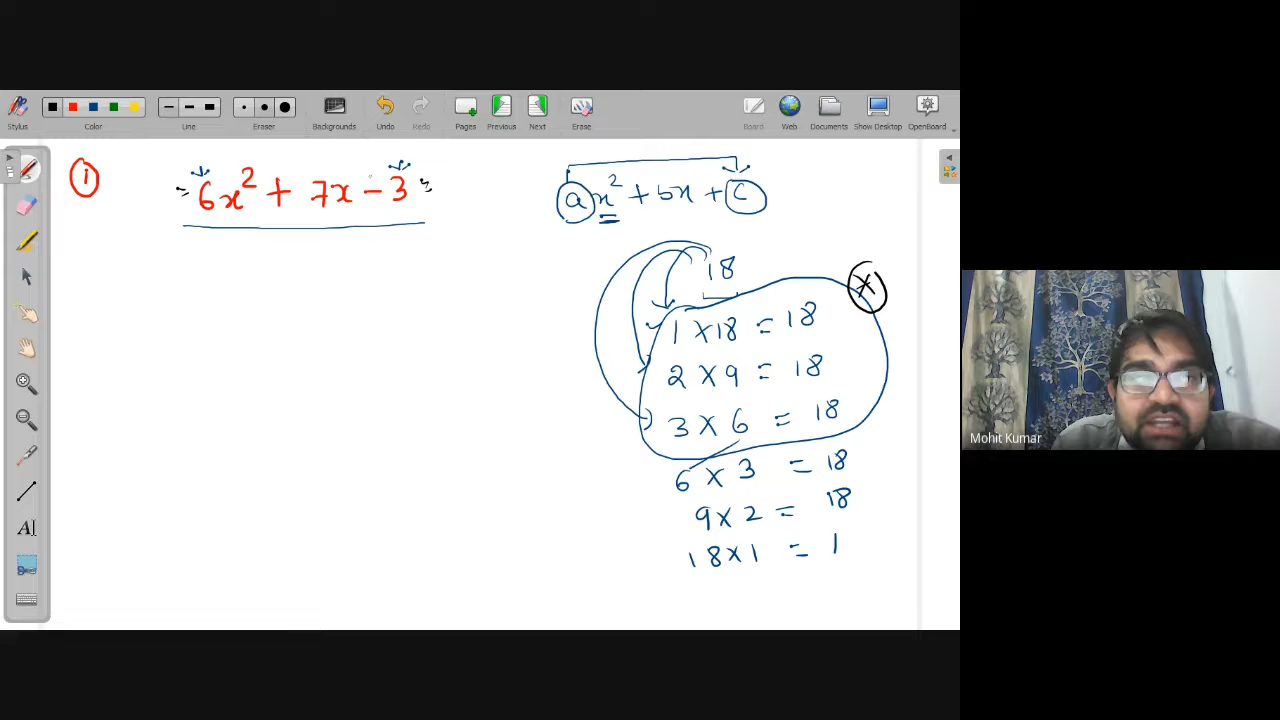 Color Line Eraser Backgrounds Undo Redo Pages Previous Next Erase Board Web Documents Show Desktop OpenBoard
Stylus
① 6x² + 7x - 3
ax² + bx + c
18
1 × 18 = 18
2 × 9 = 18
3 × 6 = 18
6 × 3 = 18
9 × 2 = 18
18 × 1 = 1
x
Mohit Kumar
A